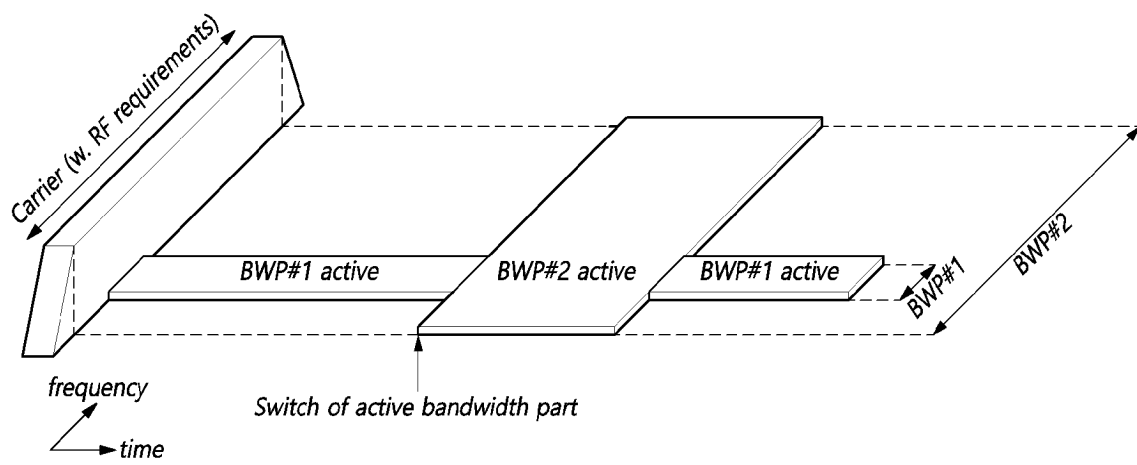 Carrier (w. RF requirements)
BWP#1 active
BWP#2 active
BWP#1 active
BWP#1
BWP#2
Switch of active bandwidth part
frequency
time